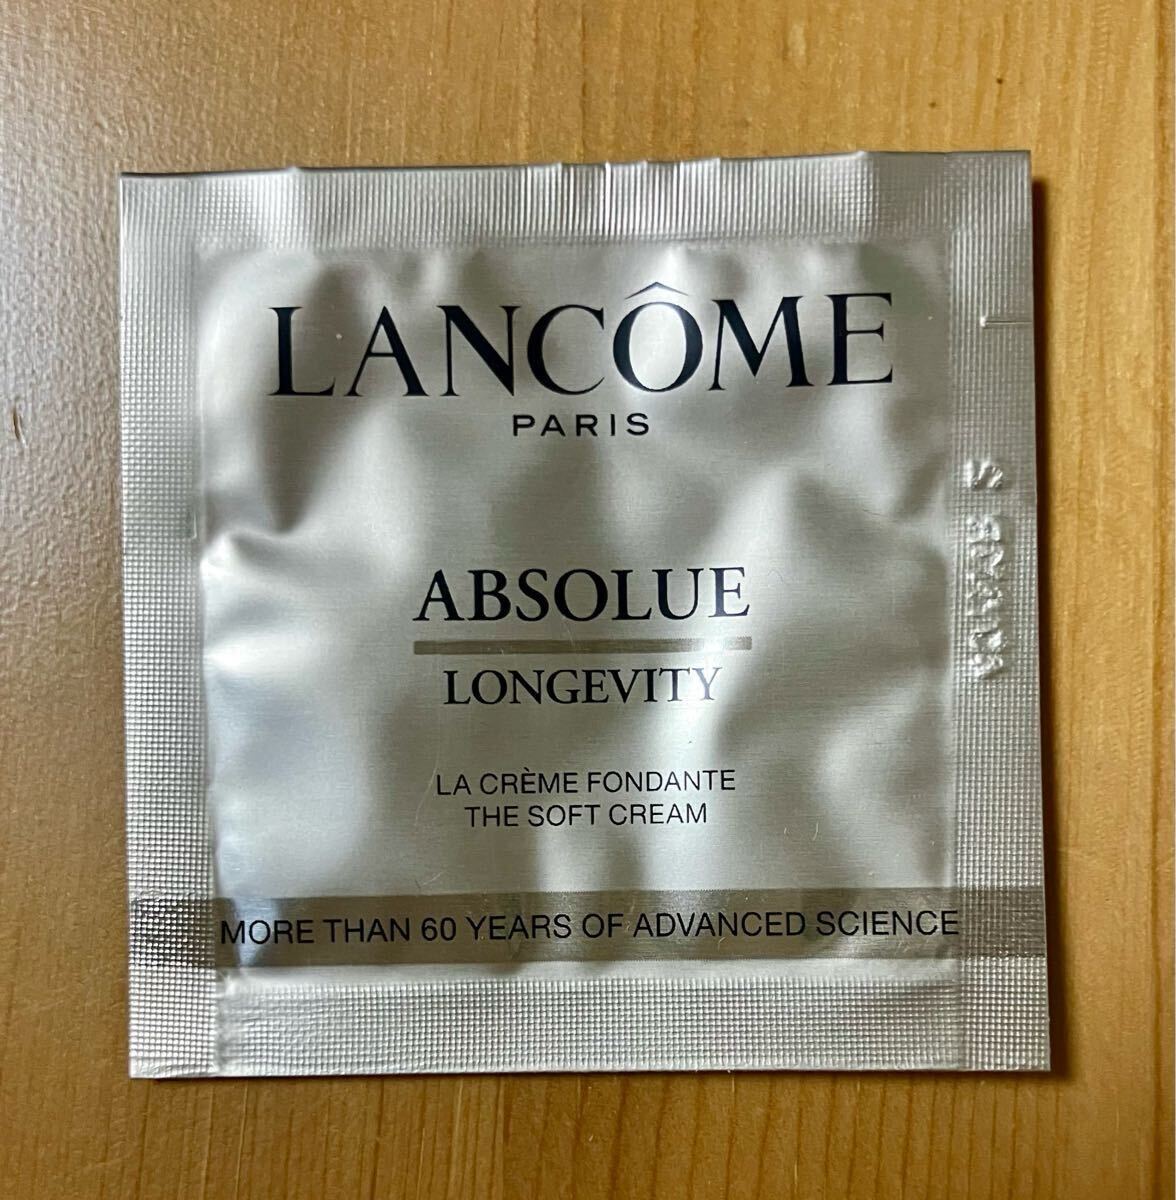 LANCÔME
PARIS
ABSOLUE
LONGEVITY
LA CRÈME FONDANTE
THE SOFT CREAM
MORE THAN 60 YEARS OF ADVANCED SCIENCE